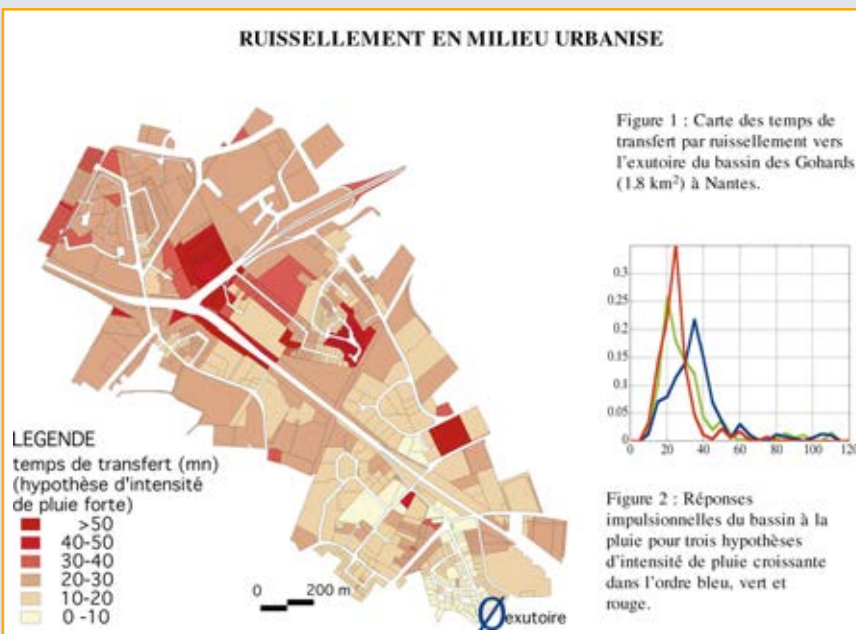 RUISSELLEMENT EN MILIEU URBANISE
Figure 1 : Carte des temps de
transfert par ruissellement vers
l'exutoire du bassin des Gohards
(1.8 km²) à Nantes.
0.3
0.25
0.2
0.15
0.1
0.05
0
0 20 40 60 80 100 120
Figure 2 : Réponses
impulsionnelles du bassin à la
pluie pour trois hypothèses
d'intensité de pluie croissante
dans l'ordre bleu, vert et
rouge.
LEGENDE
temps de transfert (mn)
(hypothèse d'intensité
de pluie forte)
>50
40-50
30-40
20-30
10-20
0 -10
0 200 m
exutoire